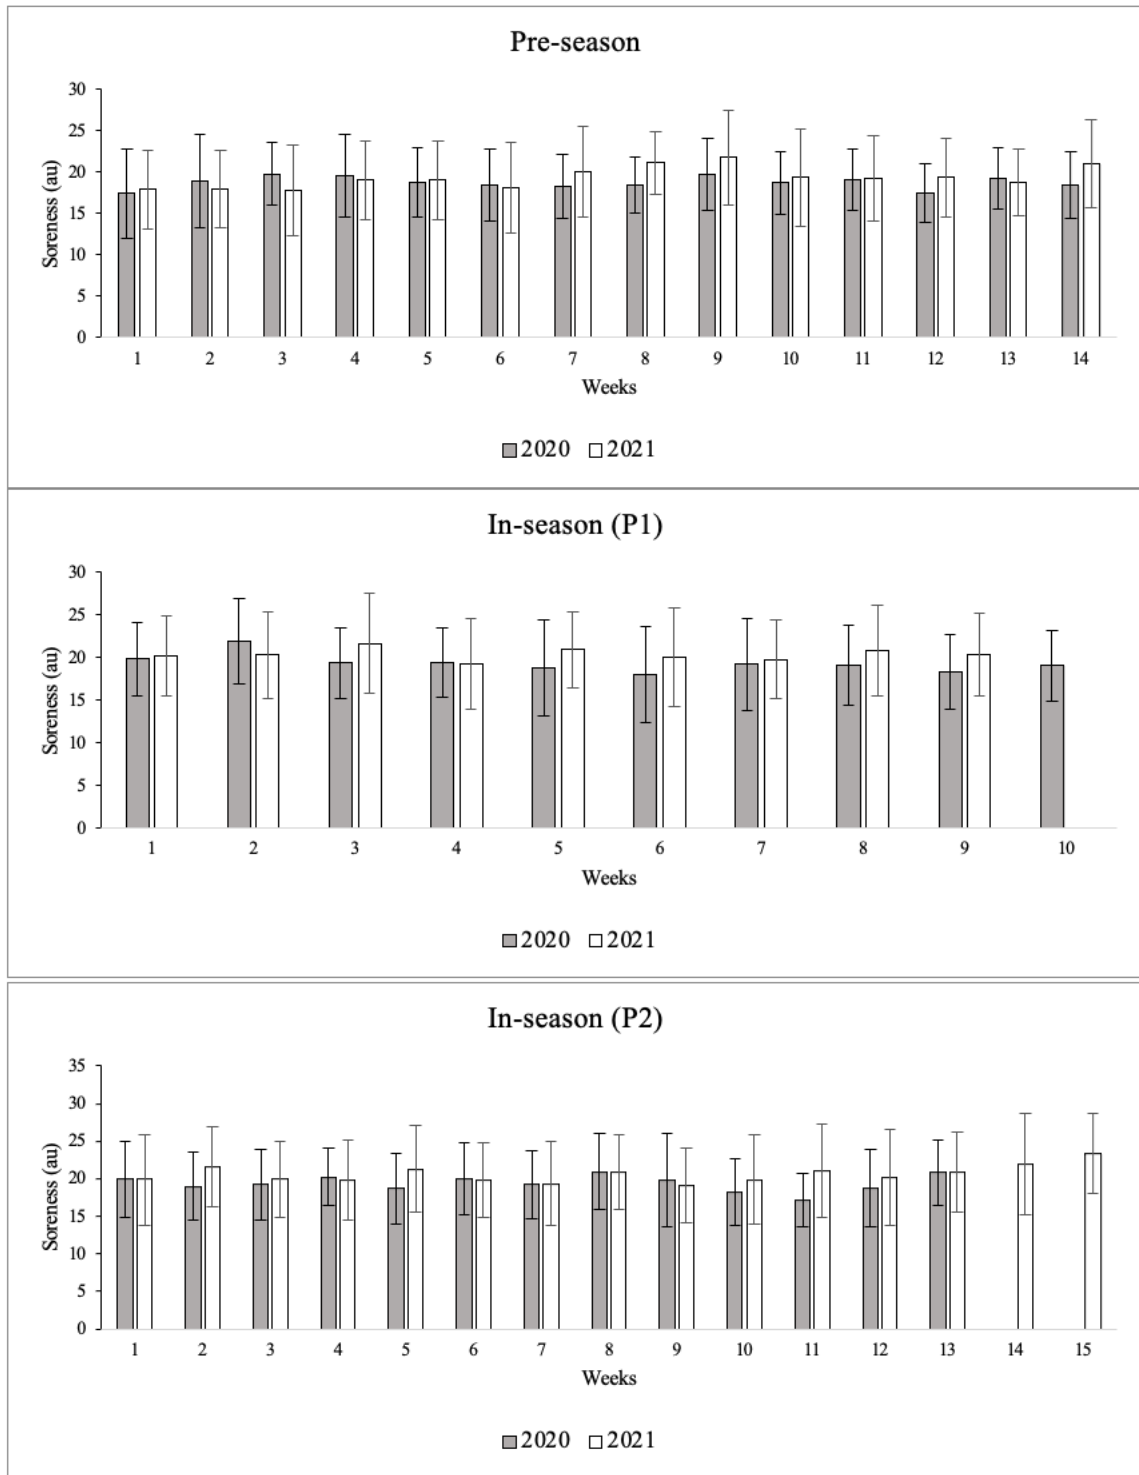 Pre-season
30
25
20
15
10
5
0
Soreness (au)
1 2 3 4 5 6 7 8 9 10 11 12 13 14
Weeks
2020 2021
In-season (P1)
30
25
20
15
10
5
0
Soreness (au)
1 2 3 4 5 6 7 8 9 10
Weeks
2020 2021
In-season (P2)
35
30
25
20
15
10
5
0
Soreness (au)
1 2 3 4 5 6 7 8 9 10 11 12 13 14 15
Weeks
2020 2021